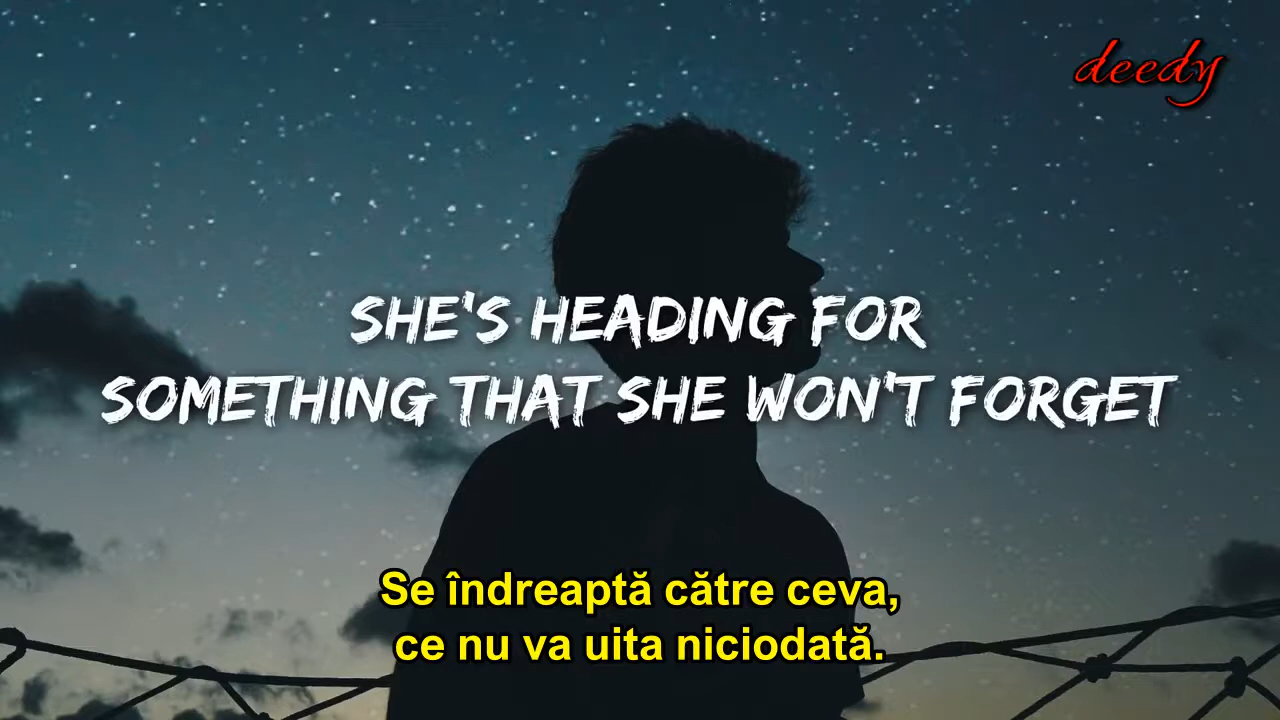 deedy
SHE'S HEADING FOR
SOMETHING THAT SHE WON'T FORGET
Se îndreaptă către ceva,
ce nu va uita niciodată.